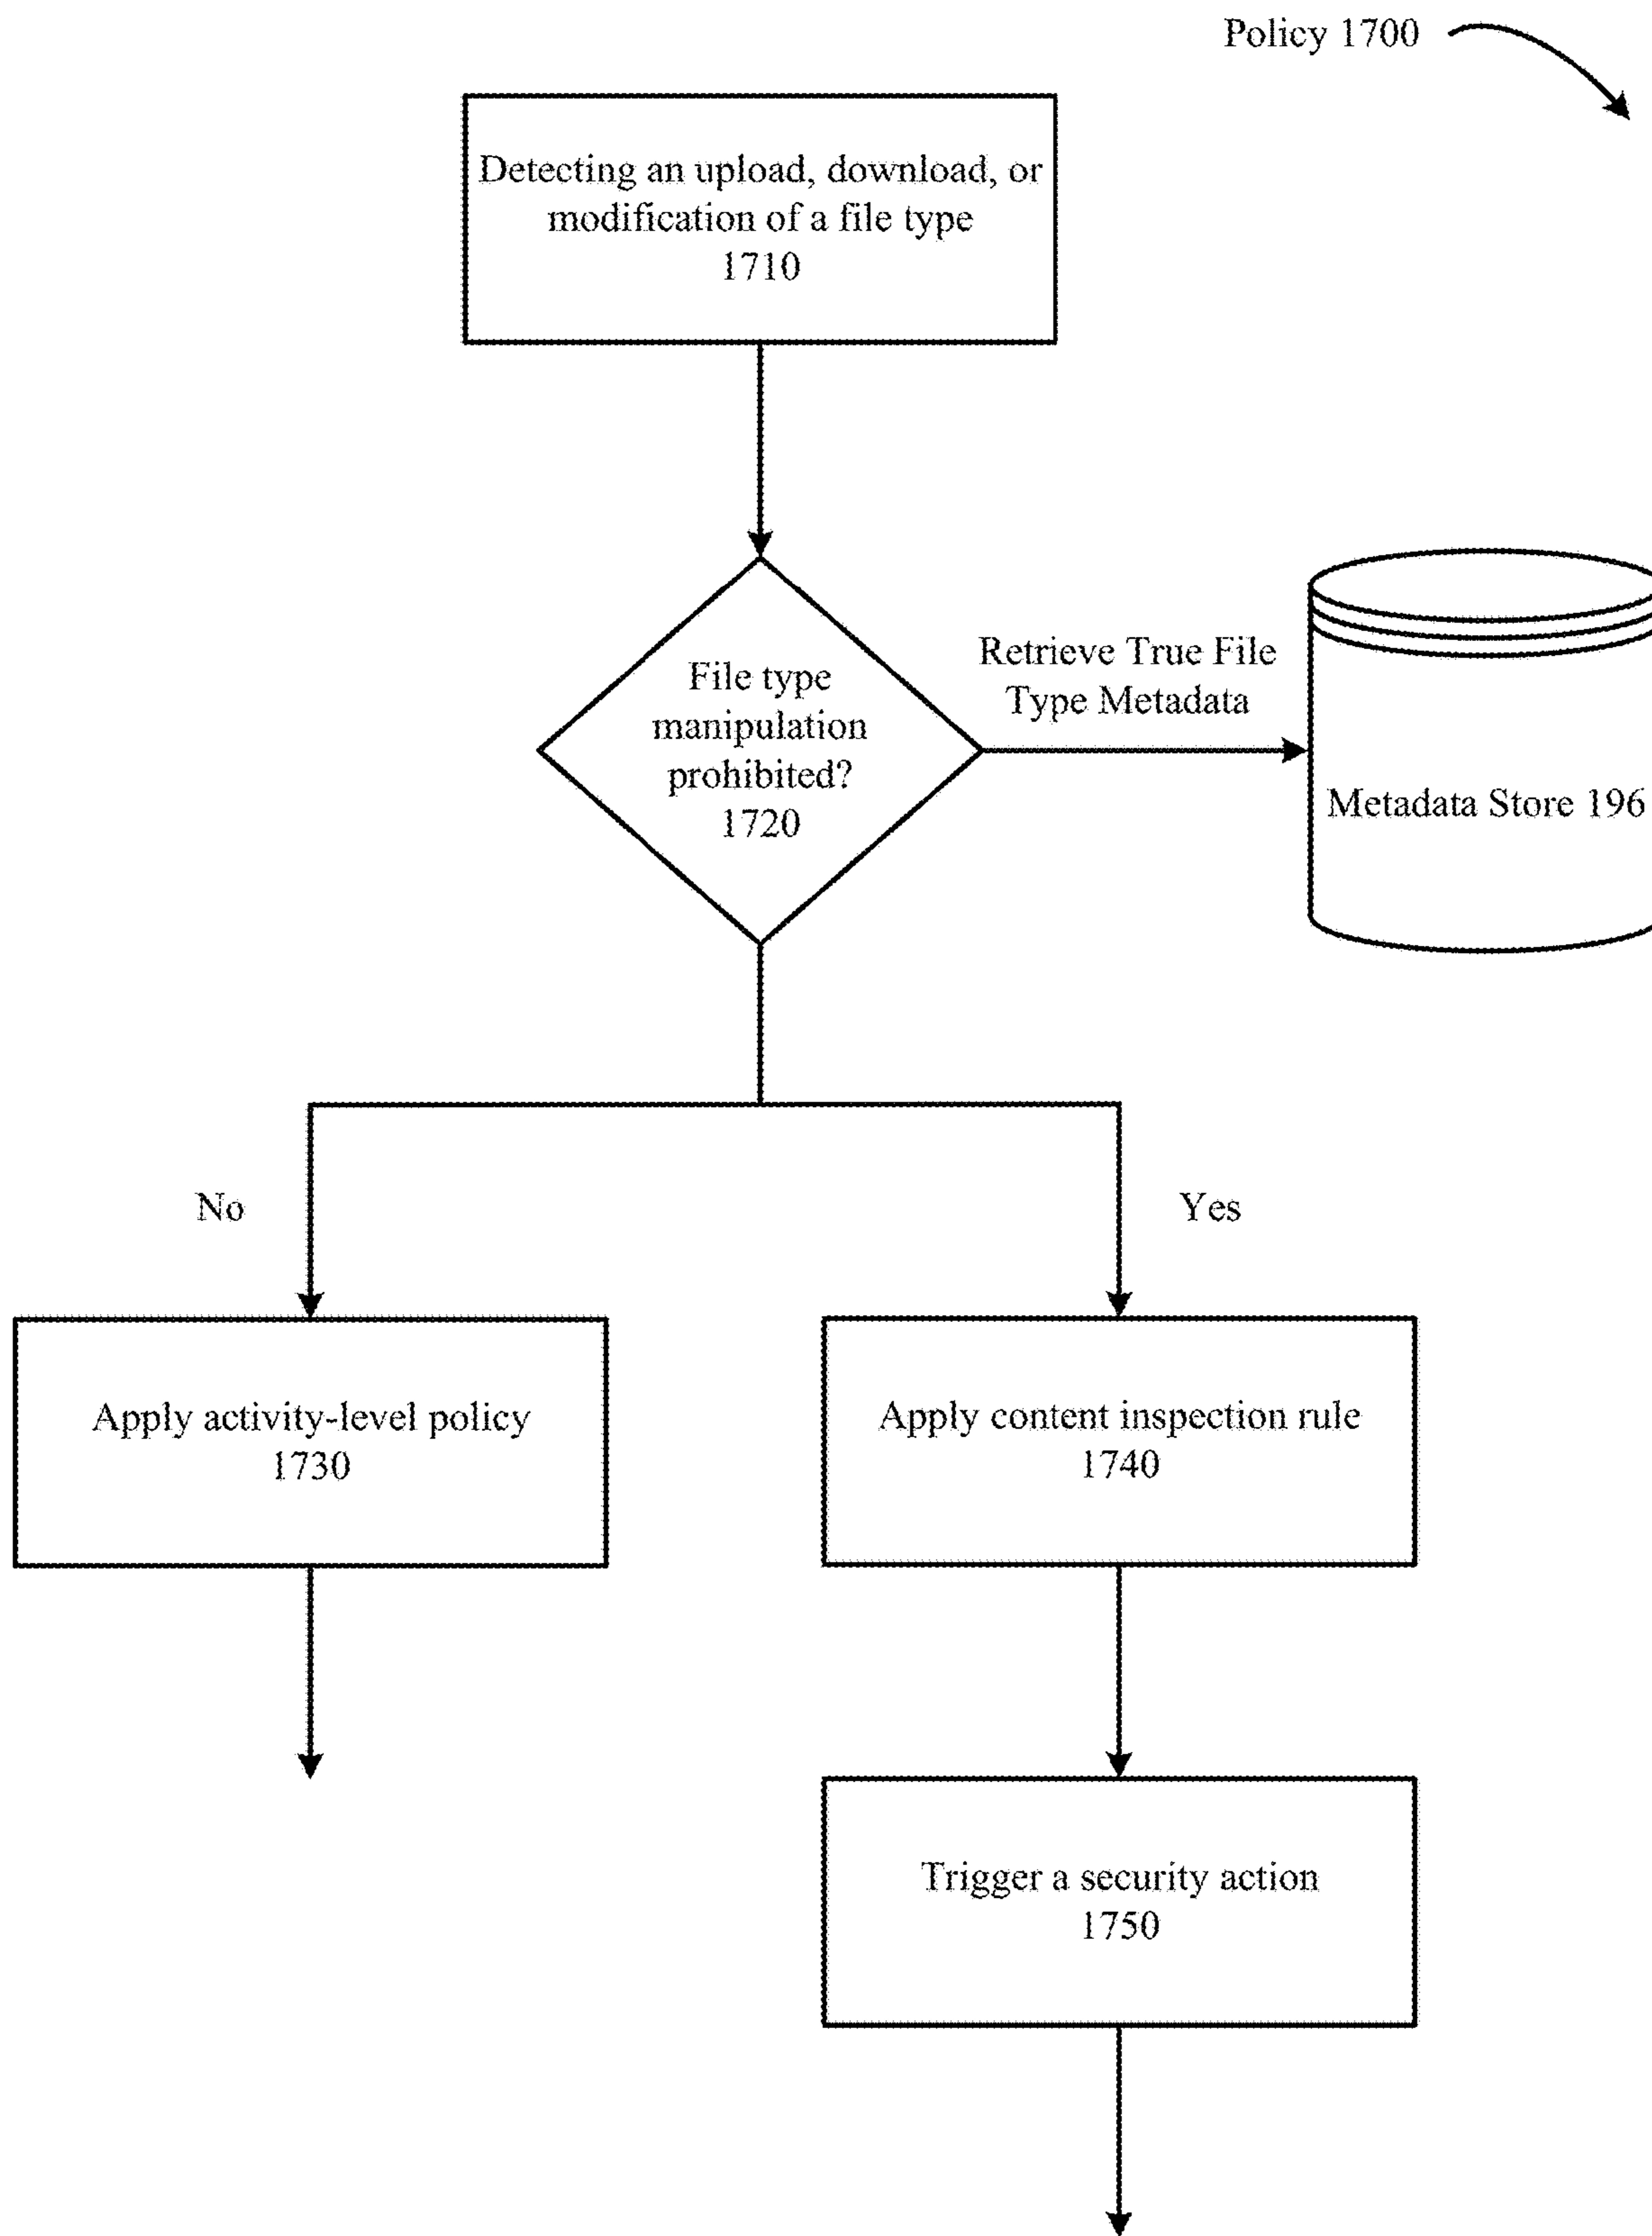 Policy 1700
Detecting an upload, download, or
modification of a file type
1710
File type
manipulation
prohibited?
1720
Retrieve True File
Type Metadata
Metadata Store 196
No
Yes
Apply activity-level policy
1730
Apply content inspection rule
1740
Trigger a security action
1750